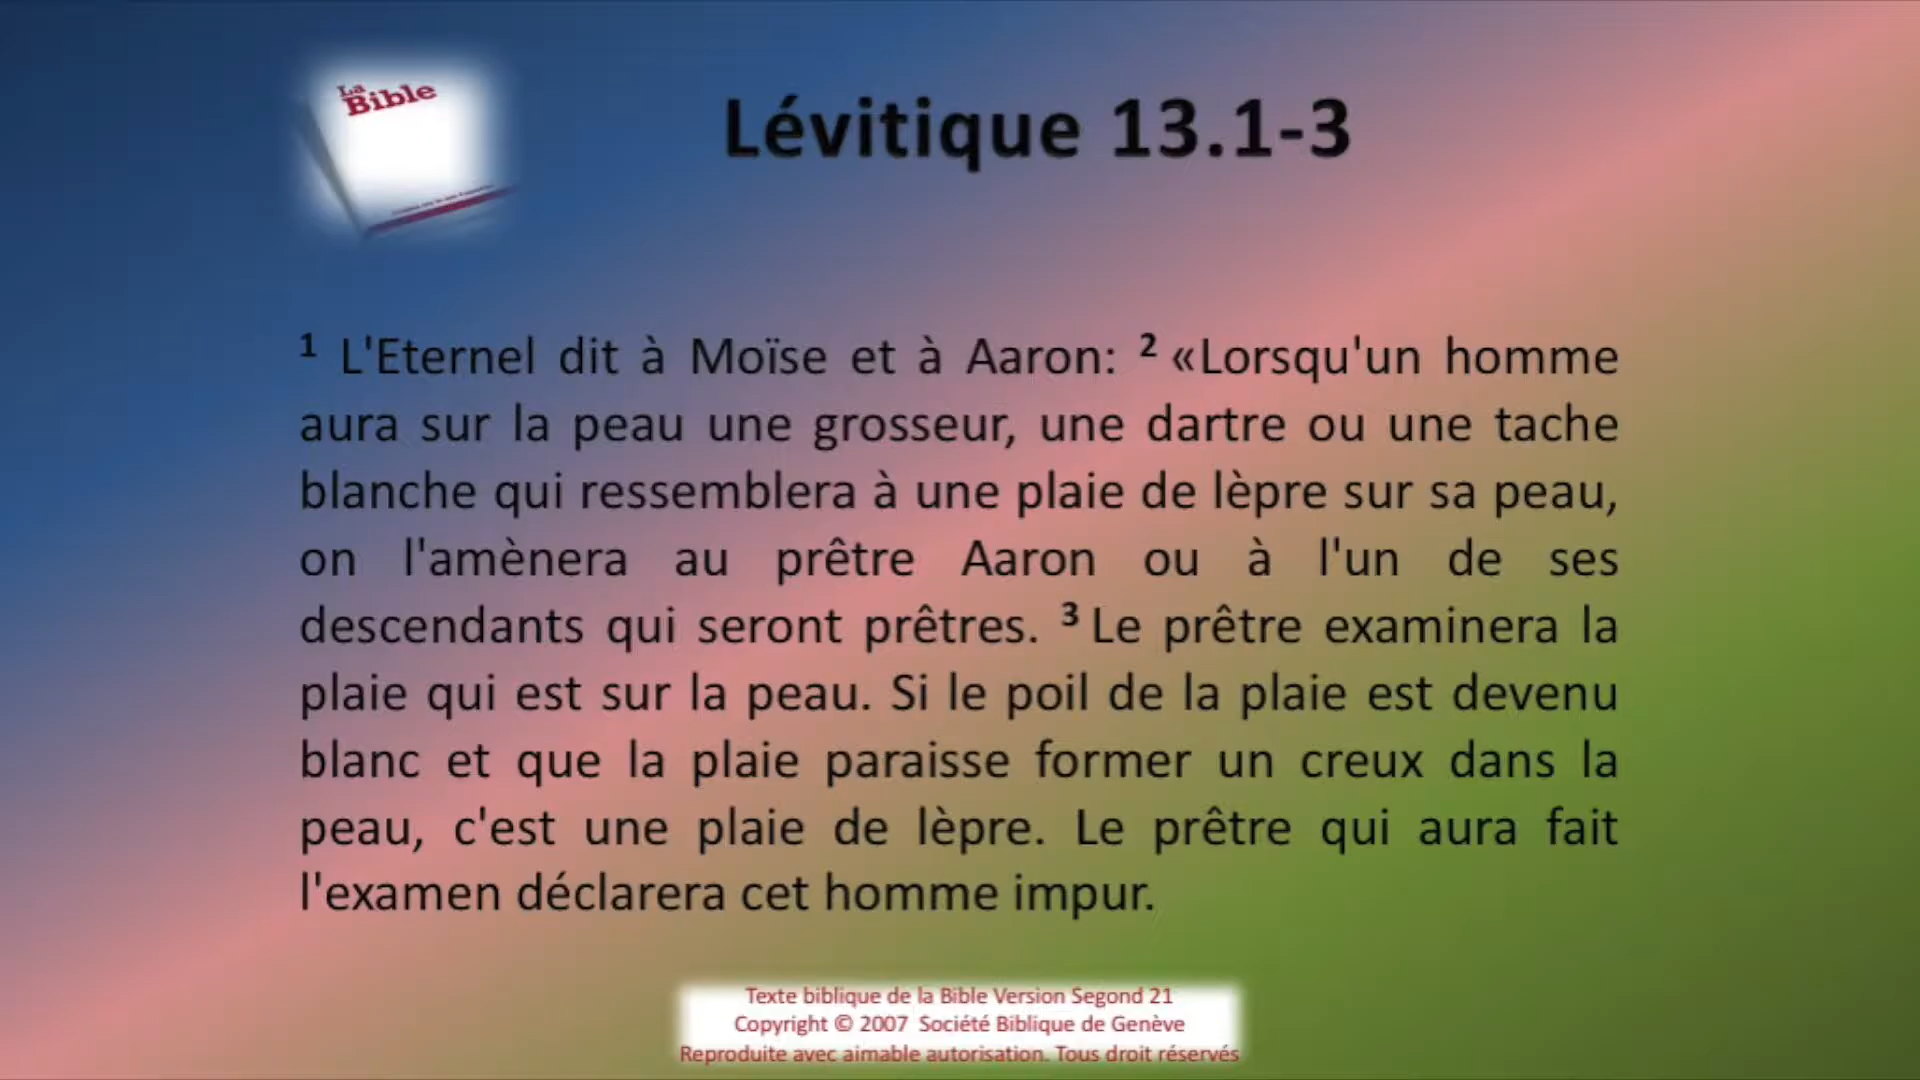 La
Bible
Lévitique 13.1-3
1 L'Eternel dit à Moïse et à Aaron: 2 «Lorsqu'un homme
aura sur la peau une grosseur, une dartre ou une tache
blanche qui ressemblera à une plaie de lèpre sur sa peau,
on l'amènera au prêtre Aaron ou à l'un de ses
descendants qui seront prêtres. 3 Le prêtre examinera la
plaie qui est sur la peau. Si le poil de la plaie est devenu
blanc et que la plaie paraisse former un creux dans la
peau, c'est une plaie de lèpre. Le prêtre qui aura fait
l'examen déclarera cet homme impur.
Texte biblique de la Bible Version Segond 21
Copyright © 2007 Société Biblique de Genève
Reproduite avec aimable autorisation. Tous droit réservés